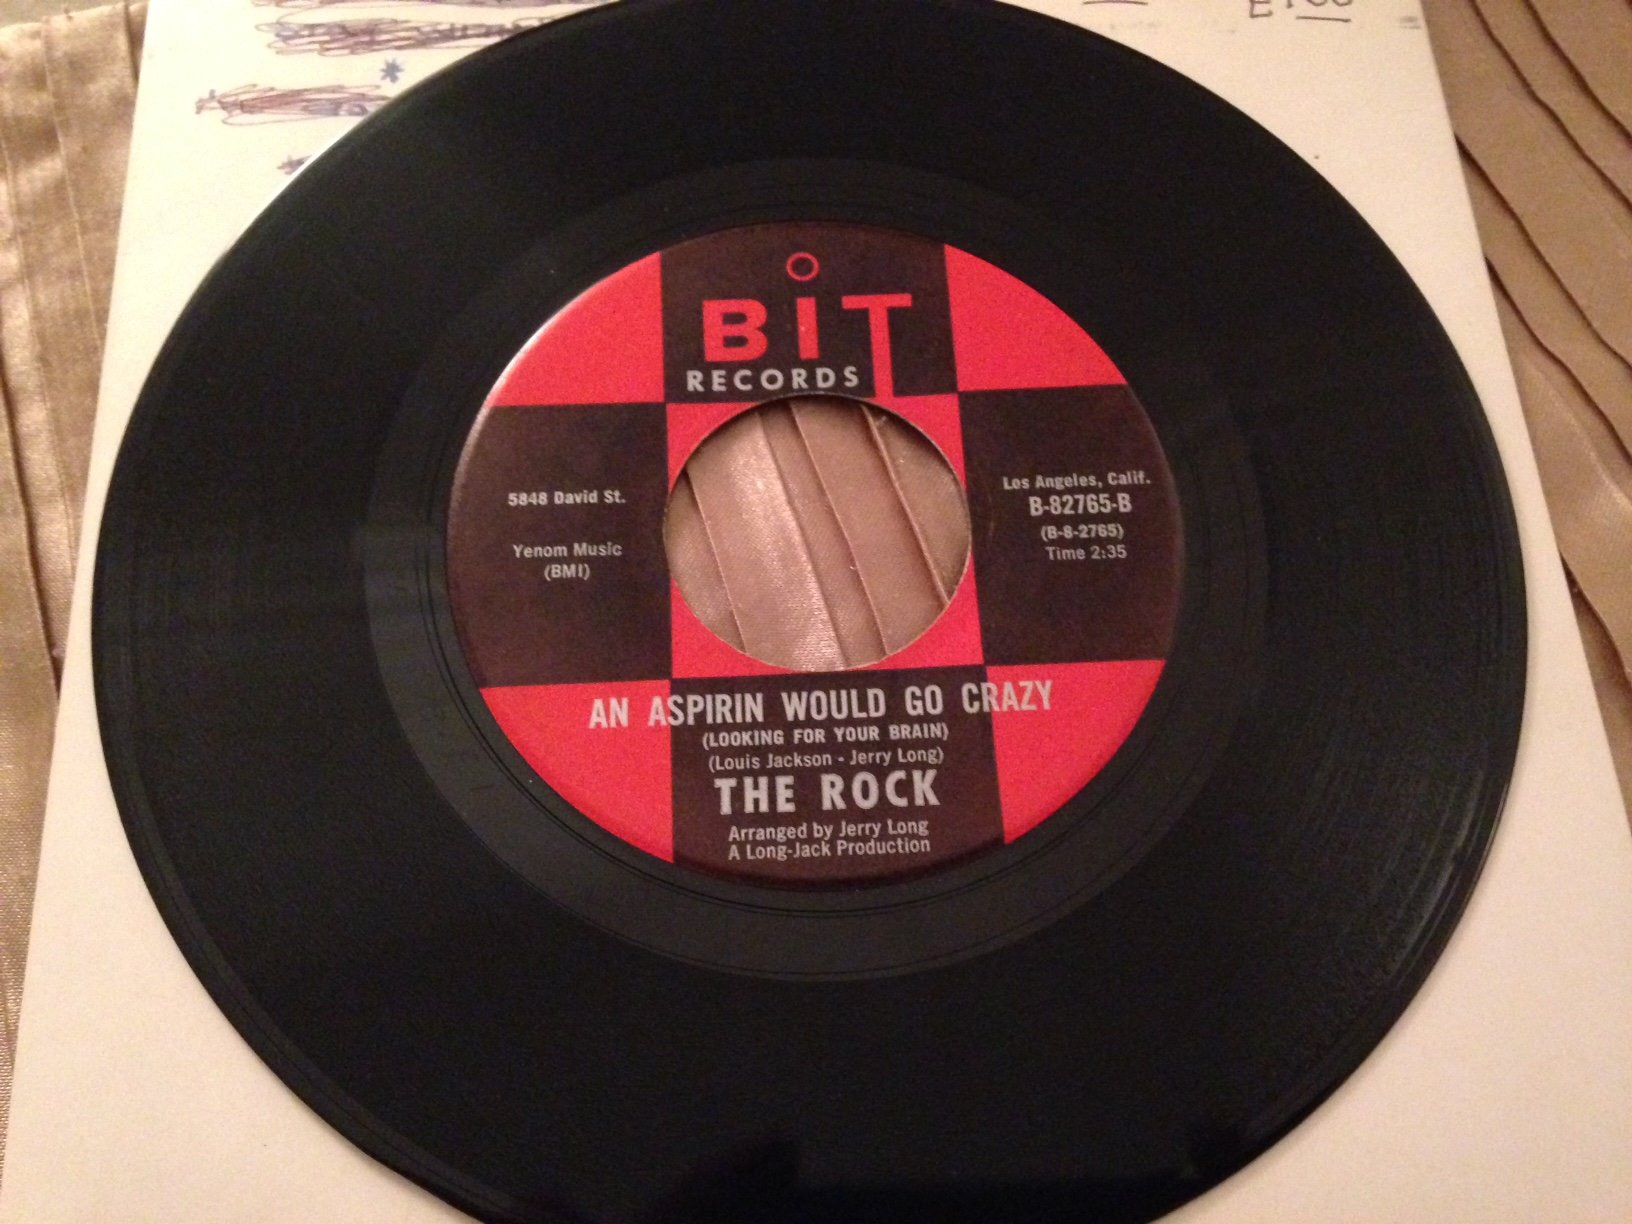 BiT
RECORDS
5848 David St.
Yenom Music
(BMI)
Los Angeles, Calif.
B-82765-B
(B-8-2765)
Time 2:35
AN ASPIRIN WOULD GO CRAZY
(LOOKING FOR YOUR BRAIN)
(Louis Jackson - Jerry Long)
THE ROCK
Arranged by Jerry Long
A Long-Jack Production